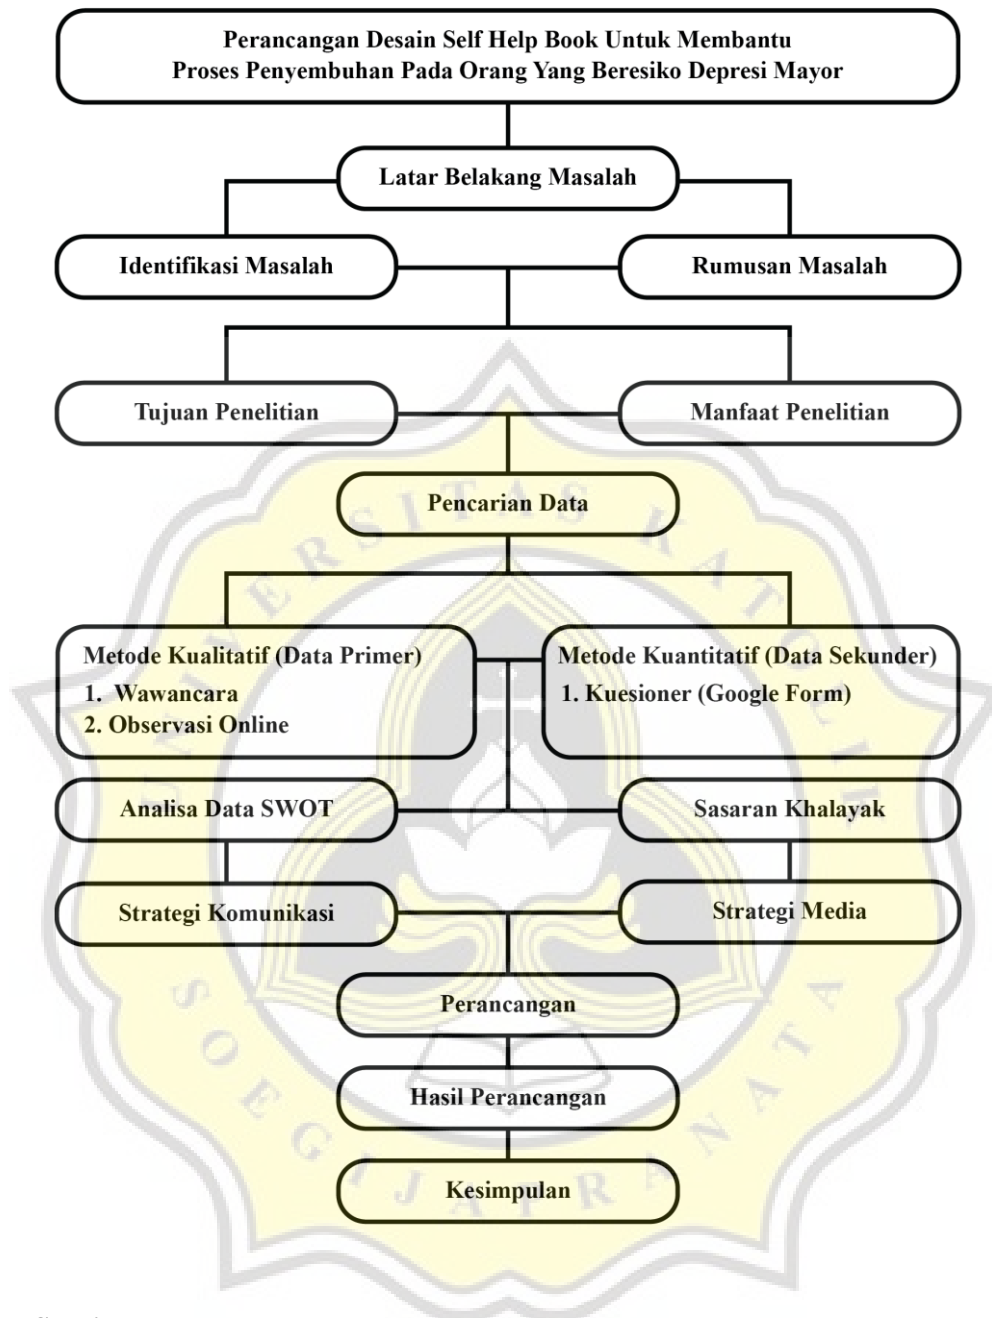 Perancangan Desain Self Help Book Untuk Membantu
Proses Penyembuhan Pada Orang Yang Beresiko Depresi Mayor
Latar Belakang Masalah
Identifikasi Masalah
Rumusan Masalah
Tujuan Penelitian
Manfaat Penelitian
Pencarian Data
Metode Kualitatif (Data Primer)
1. Wawancara
2. Observasi Online
Metode Kuantitatif (Data Sekunder)
1. Kuesioner (Google Form)
Analisa Data SWOT
Sasaran Khalayak
Strategi Komunikasi
Strategi Media
Perancangan
Hasil Perancangan
Kesimpulan
UNIVERSITAS KATOLIK
SOEGIJAPRANATA